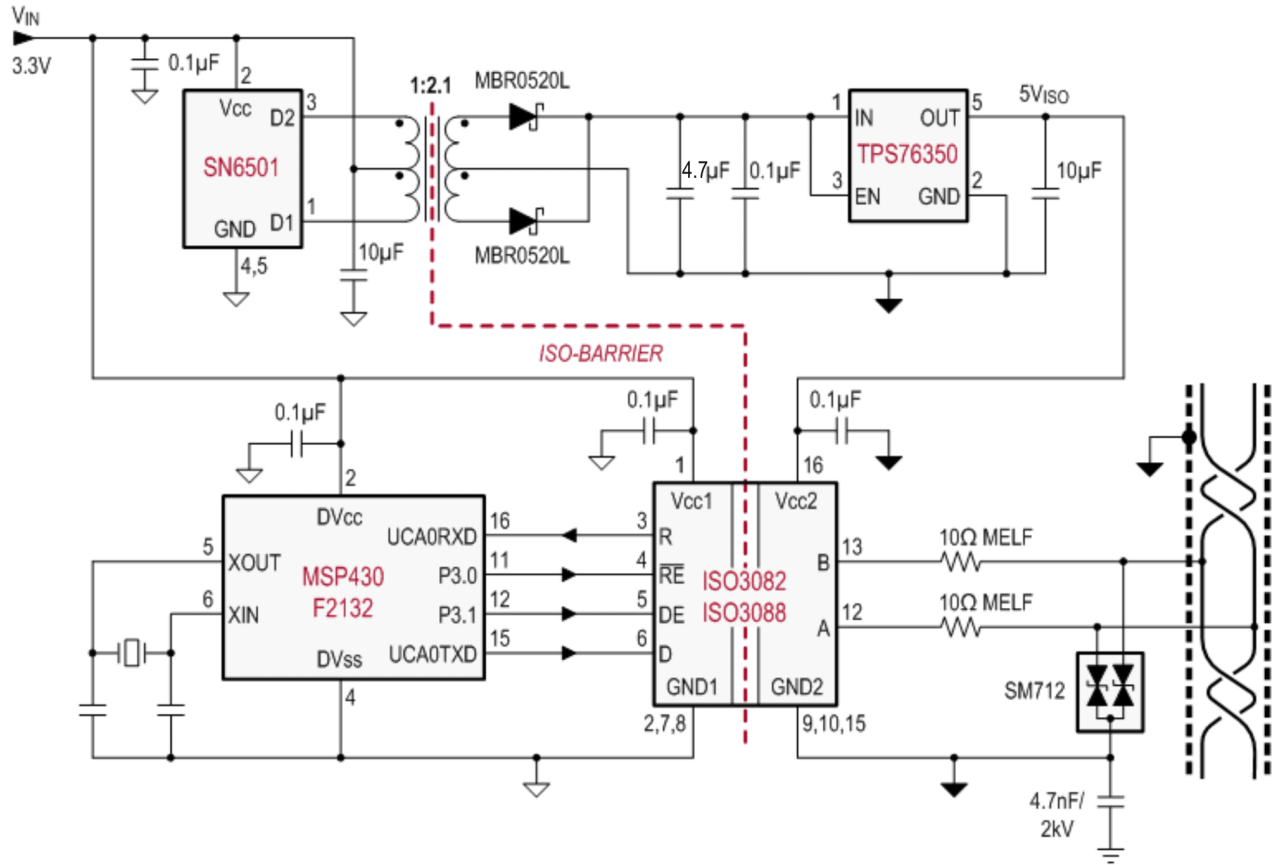 VIN
3.3V
0.1µF
2
Vcc
D2
3
SN6501
1
D1
GND
4,5
10µF
1:2.1
MBR0520L
MBR0520L
4.7µF
0.1µF
1
IN
OUT
5
TPS76350
3
EN
GND
2
5VISO
10µF
ISO-BARRIER
0.1µF
2
DVcc
5
XOUT
6
XIN
MSP430
F2132
UCA0RXD
16
P3.0
11
P3.1
12
UCA0TXD
15
DVss
4
0.1µF
1
Vcc1
3
R
4
RE
5
DE
6
D
GND1
2,7,8
ISO3082
ISO3088
0.1µF
16
Vcc2
B
13
A
12
GND2
9,10,15
10Ω MELF
10Ω MELF
SM712
4.7nF/
2kV